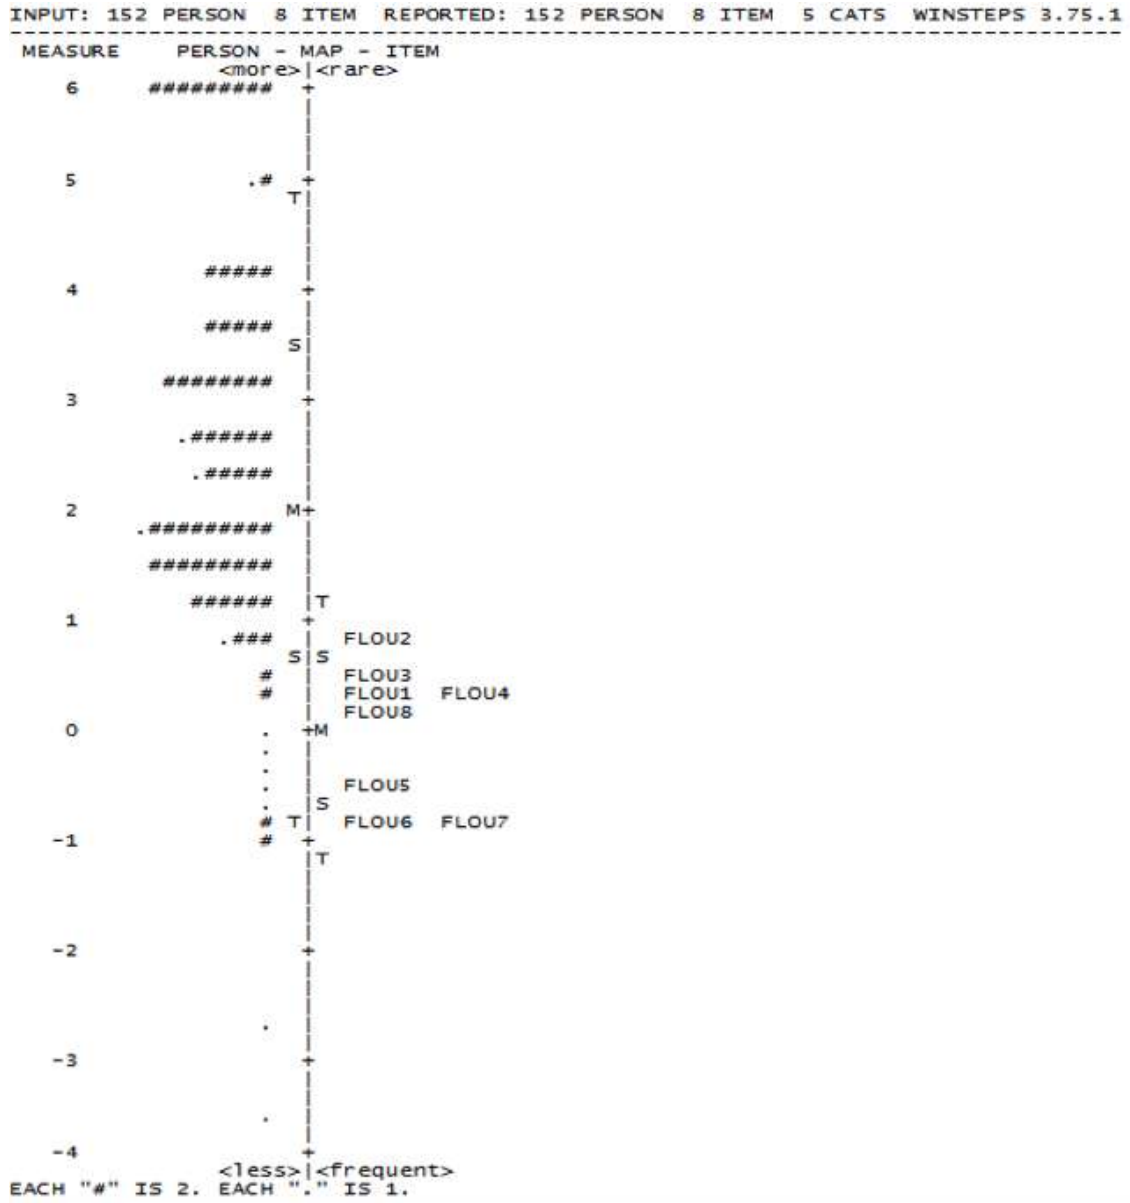 INPUT: 152 PERSON 8 ITEM REPORTED: 152 PERSON 8 ITEM 5 CATS WINSTEPS 3.75.1
--------------------------------------------------------------------------------
MEASURE PERSON - MAP - ITEM
<more>|<rare>
6 ######### +
|
|
|
|
5 .# +
T|
|
|
|
##### |
4 +
|
##### |
S|
|
######## |
3 +
|
.###### |
|
.##### |
|
2 M+
.######### |
|
######### |
|
###### |T
1 +
.### | FLOU2
S|S
# | FLOU3
# | FLOU1 FLOU4
| FLOU8
0 . +M
. |
. |
. | FLOU5
. |S
# T| FLOU6 FLOU7
-1 # +
|T
|
|
|
|
-2 +
|
|
|
. |
|
-3 +
|
|
. |
|
-4 +
<less>|<frequent>
EACH "#" IS 2. EACH "." IS 1.